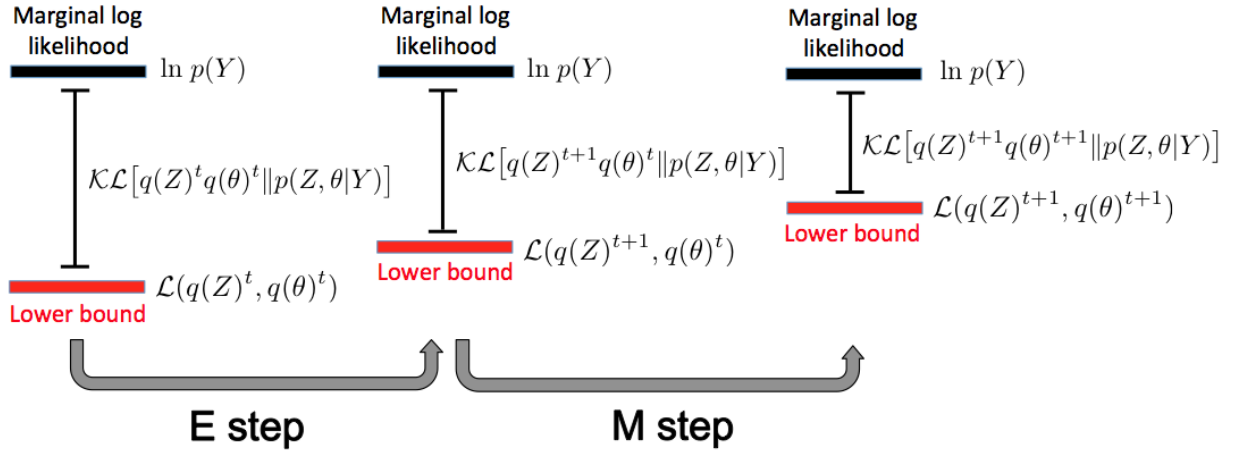 Marginal log
likelihood
ln p(Y)
𝒦ℒ[q(Z)^t q(θ)^t ‖ p(Z, θ|Y)]
ℒ(q(Z)^t, q(θ)^t)
Lower bound
Marginal log
likelihood
ln p(Y)
𝒦ℒ[q(Z)^{t+1} q(θ)^t ‖ p(Z, θ|Y)]
ℒ(q(Z)^{t+1}, q(θ)^t)
Lower bound
Marginal log
likelihood
ln p(Y)
𝒦ℒ[q(Z)^{t+1} q(θ)^{t+1} ‖ p(Z, θ|Y)]
ℒ(q(Z)^{t+1}, q(θ)^{t+1})
Lower bound
E step
M step